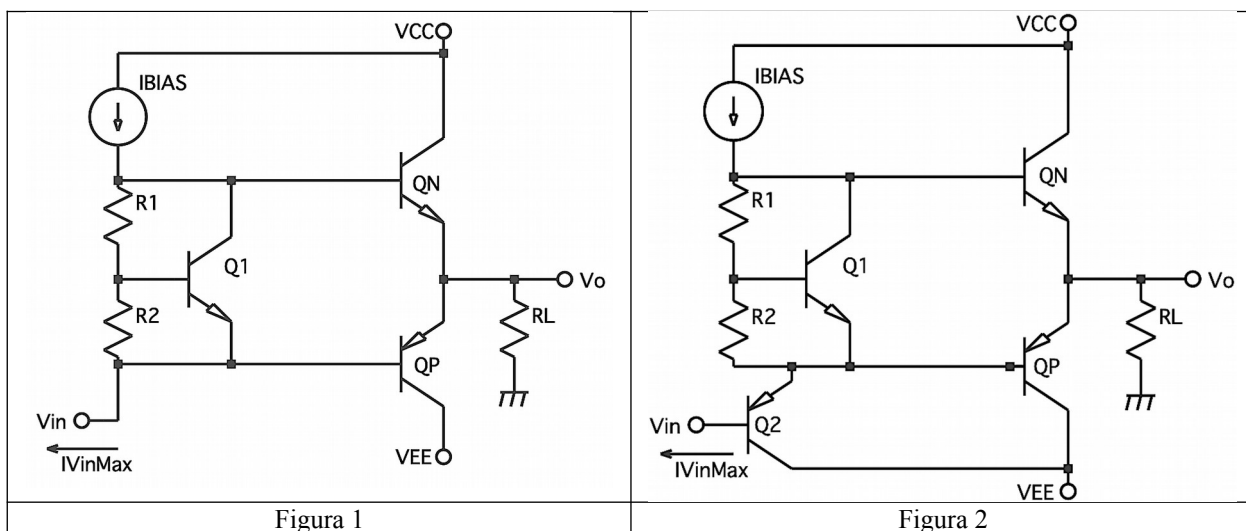 VCC
IBIAS
R1
QN
Q1
Vo
R2
RL
QP
Vin
IVinMax
VEE
Figura 1
VCC
IBIAS
R1
QN
Q1
Vo
R2
RL
QP
Vin
Q2
IVinMax
VEE
Figura 2